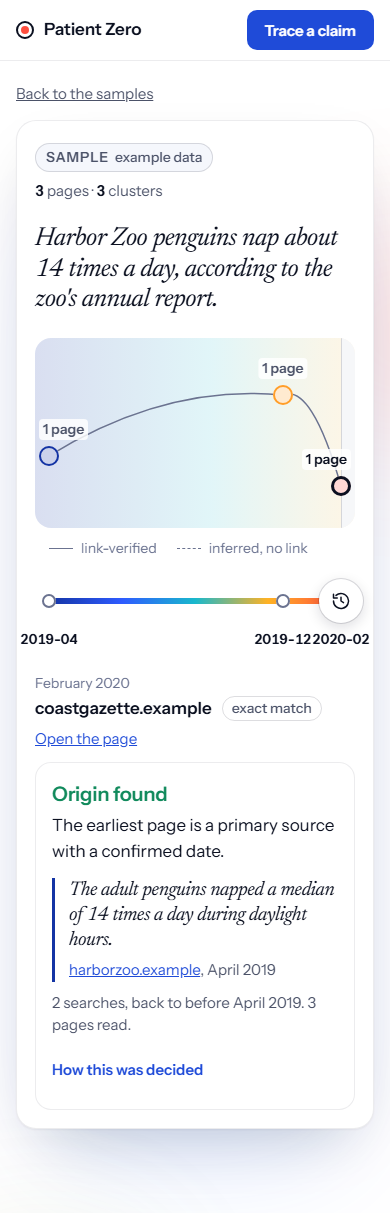 Patient Zero
Trace a claim
Back to the samples
SAMPLE example data
3 pages · 3 clusters
Harbor Zoo penguins nap about
14 times a day, according to the
zoo's annual report.
1 page
1 page
1 page
link-verified
inferred, no link
2019-04
2019-12
2020-02
February 2020
coastgazette.example
exact match
Open the page
Origin found
The earliest page is a primary source
with a confirmed date.
The adult penguins napped a median
of 14 times a day during daylight
hours.
harborzoo.example, April 2019
2 searches, back to before April 2019. 3
pages read.
How this was decided